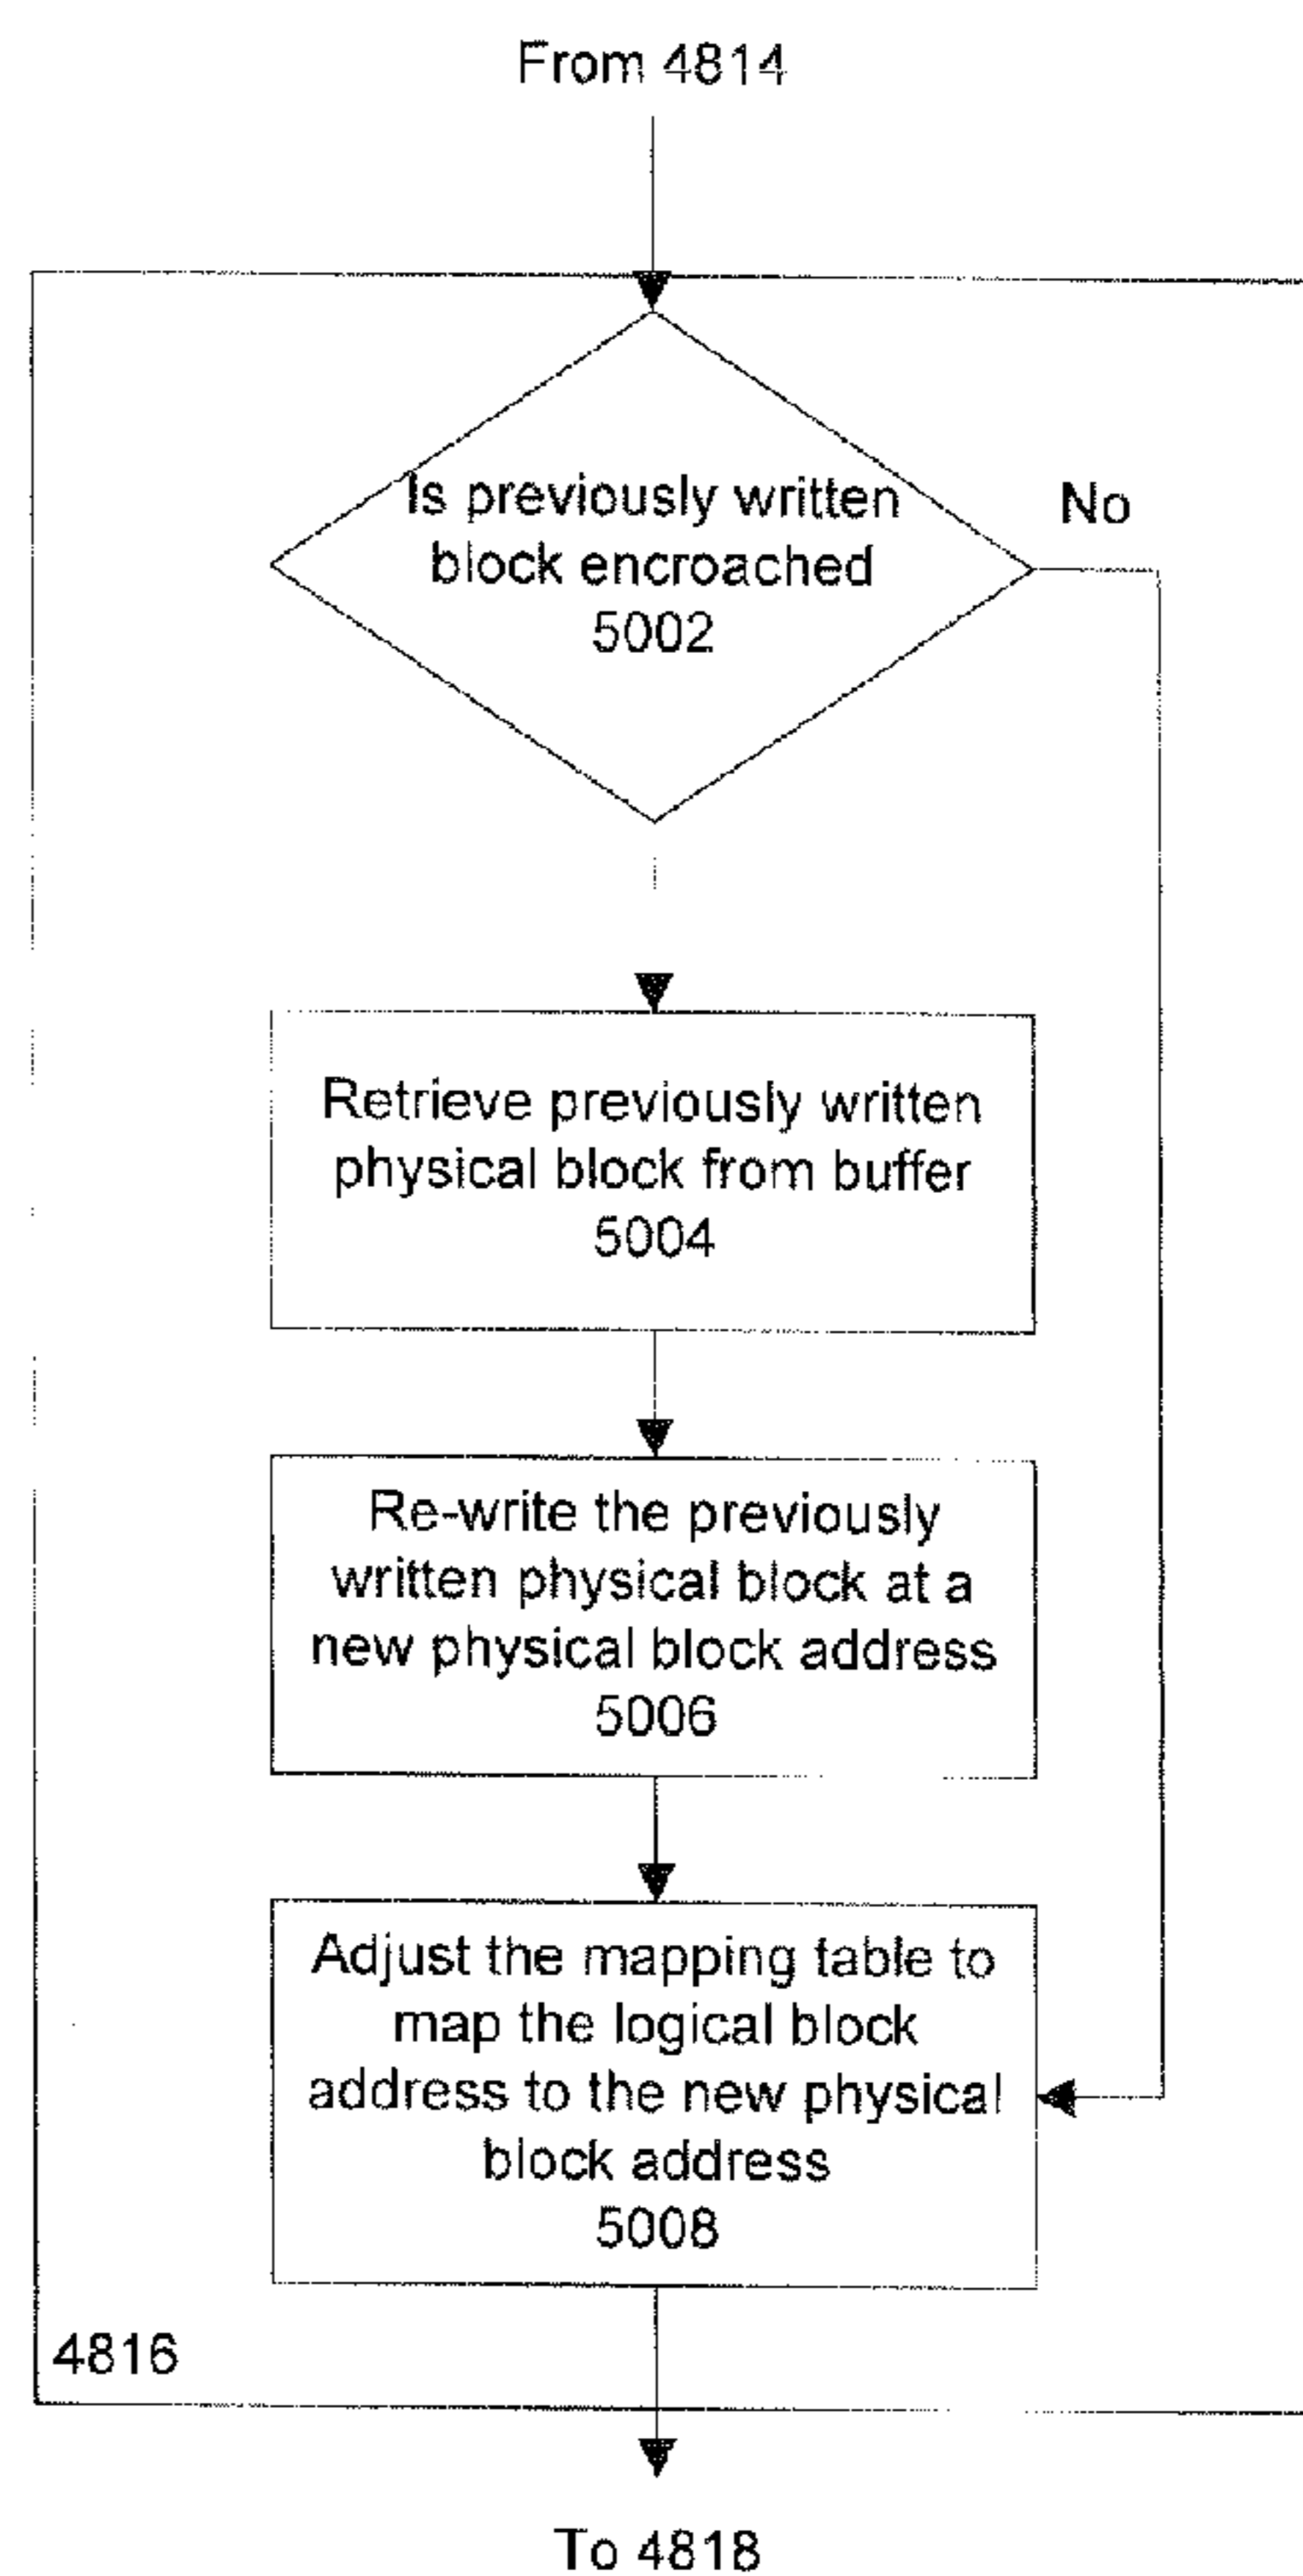 From 4814
Is previously written
block encroached
5002
No
Retrieve previously written
physical block from buffer
5004
Re-write the previously
written physical block at a
new physical block address
5006
Adjust the mapping table to
map the logical block
address to the new physical
block address
5008
4816
To 4818